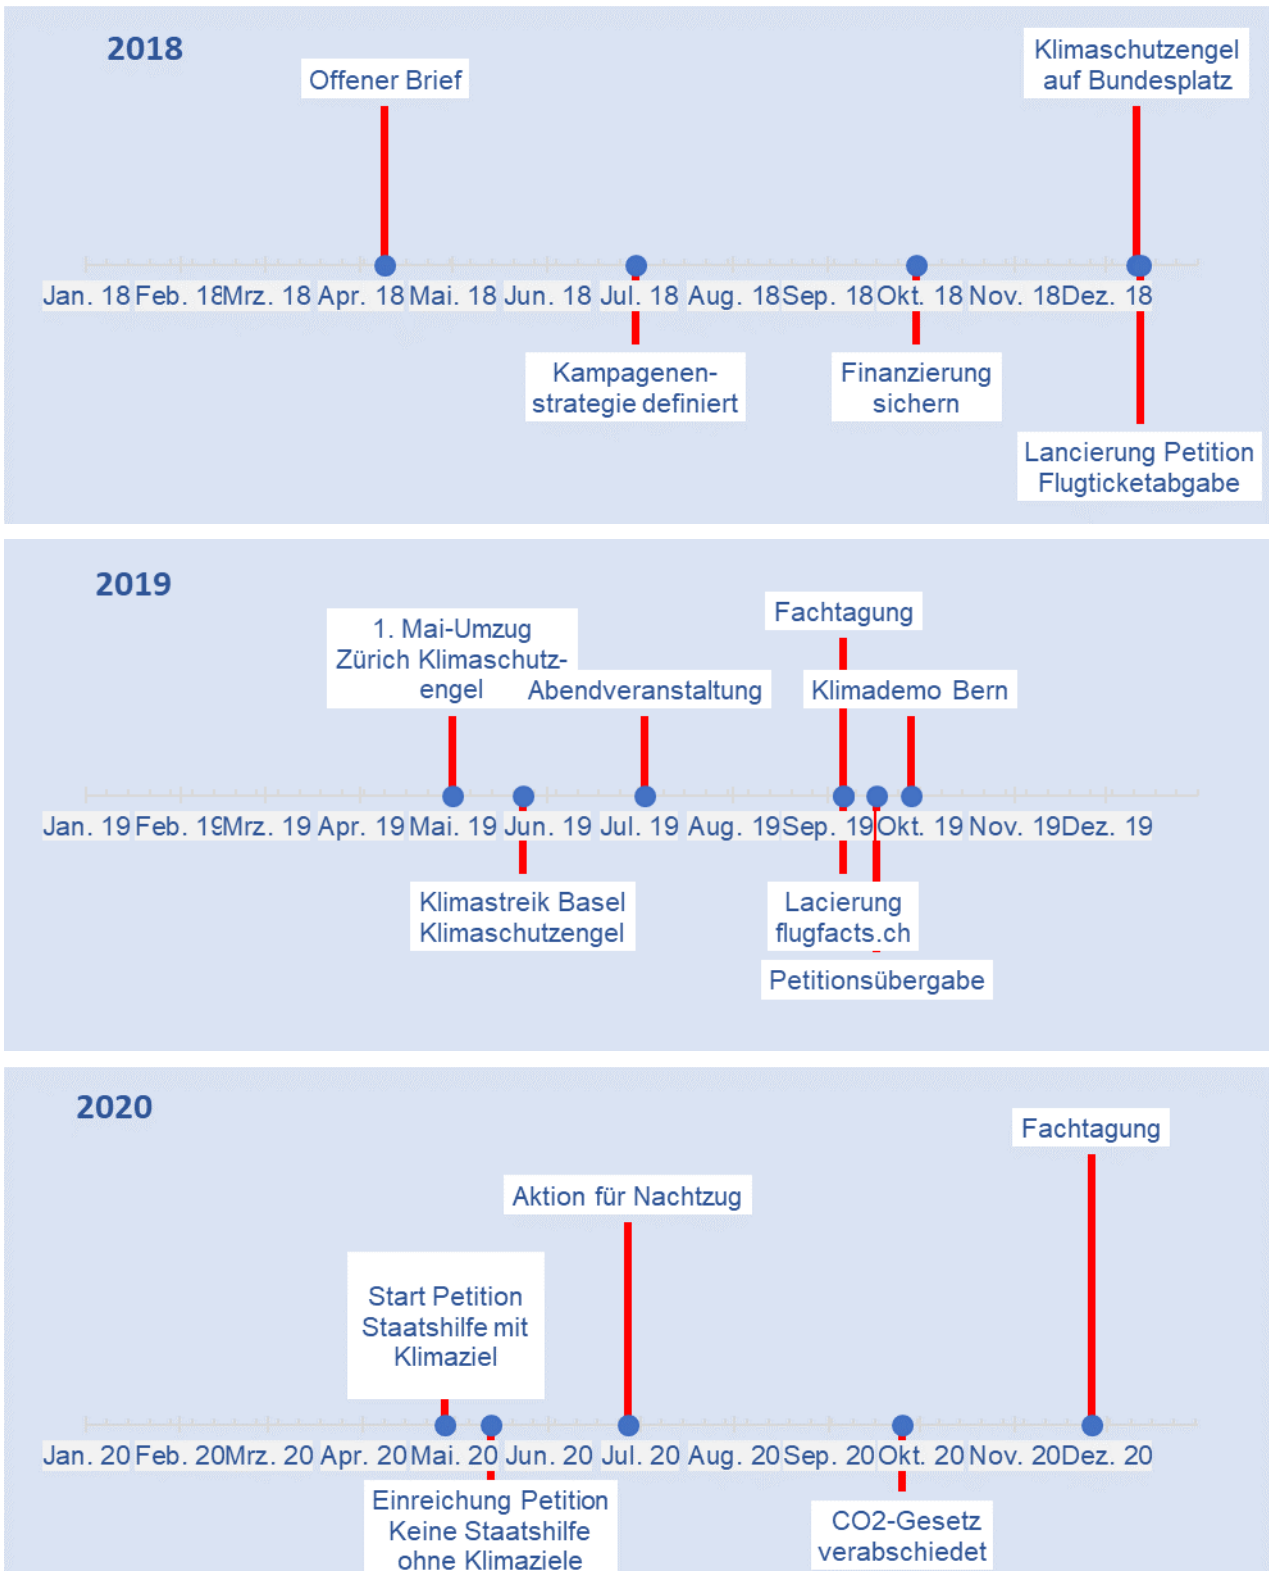 2018
Offener Brief
Klimaschutzengel
auf Bundesplatz
Jan. 18 Feb. 18 Mrz. 18 Apr. 18 Mai. 18 Jun. 18 Jul. 18 Aug. 18 Sep. 18 Okt. 18 Nov. 18 Dez. 18
Kampagenen-
strategie definiert
Finanzierung
sichern
Lancierung Petition
Flugticketabgabe
2019
1. Mai-Umzug
Zürich Klimaschutz-
engel
Abendveranstaltung
Fachtagung
Klimademo Bern
Jan. 19 Feb. 19 Mrz. 19 Apr. 19 Mai. 19 Jun. 19 Jul. 19 Aug. 19 Sep. 19 Okt. 19 Nov. 19 Dez. 19
Klimastreik Basel
Klimaschutzengel
Lacierung
flugfacts.ch
Petitionsübergabe
2020
Fachtagung
Aktion für Nachtzug
Start Petition
Staatshilfe mit
Klimaziel
Jan. 20 Feb. 20 Mrz. 20 Apr. 20 Mai. 20 Jun. 20 Jul. 20 Aug. 20 Sep. 20 Okt. 20 Nov. 20 Dez. 20
Einreichung Petition
Keine Staatshilfe
ohne Klimaziele
CO2-Gesetz
verabschiedet